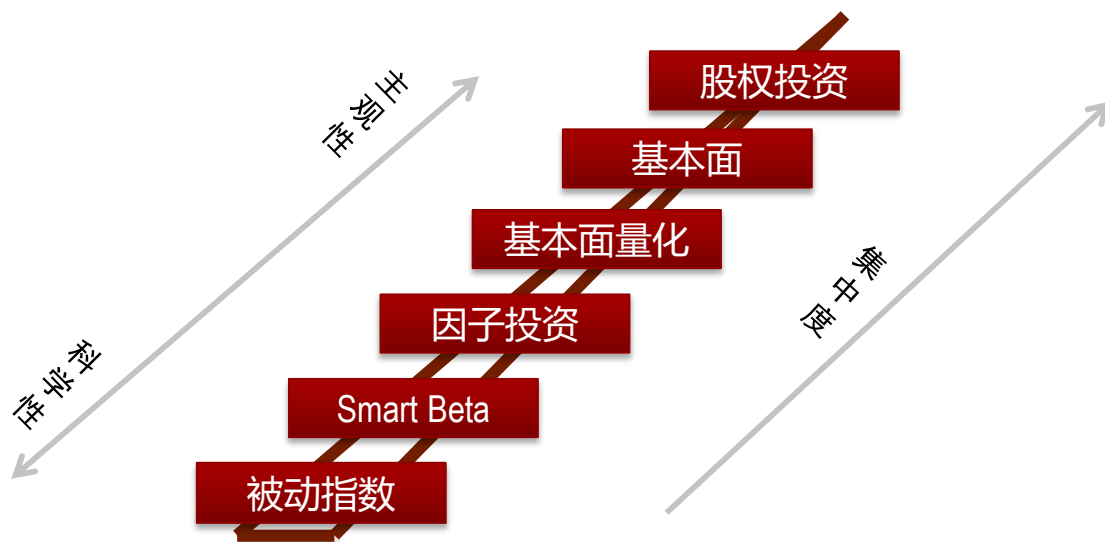 股权投资
主观性
基本面
基本面量化
集中度
因子投资
科学性
Smart Beta
被动指数